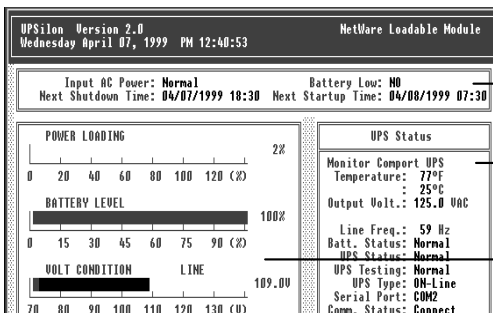 UPSilon Version 2.0 NetWare Loadable Module
Wednesday April 07, 1999 PM 12:40:53
Input AC Power: Normal Battery Low: NO
Next Shutdown Time: 04/07/1999 18:30 Next Startup Time: 04/08/1999 07:30
POWER LOADING
2%
0 20 40 60 80 100 120 (%)
BATTERY LEVEL
100%
0 15 30 45 60 75 90 (%)
VOLT CONDITION LINE
109.0V
70 80 90 100 110 120 130 (V)
UPS Status
Monitor Comport UPS
Temperature: 77ºF
: 25ºC
Output Volt.: 125.0 VAC
Line Freq.: 59 Hz
Batt. Status: Normal
UPS Status: Normal
UPS Testing: Normal
UPS Type: ON-Line
Serial Port: COM2
Comm. Status: Connect